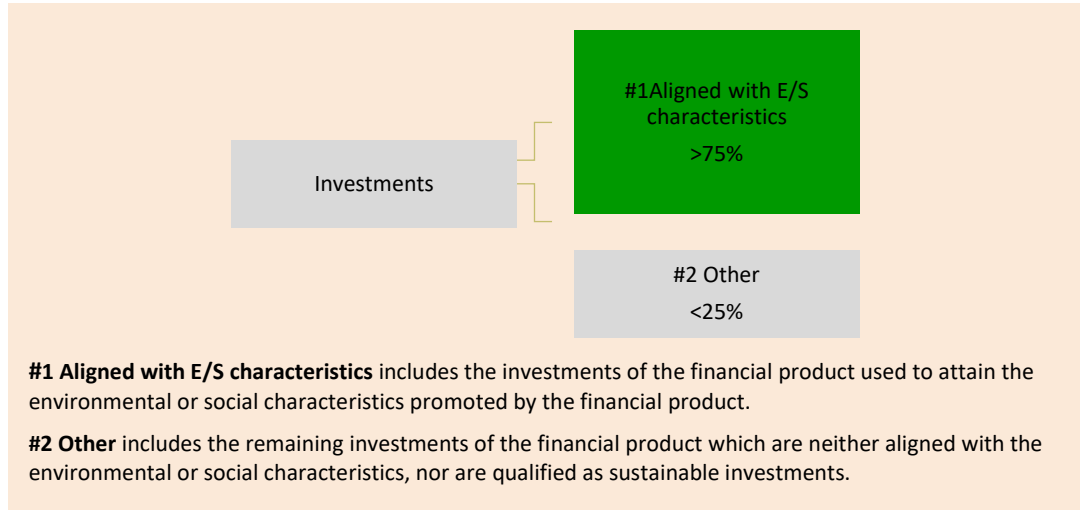 #1Aligned with E/S
characteristics
>75%
Investments
#2 Other
<25%
#1 Aligned with E/S characteristics includes the investments of the financial product used to attain the
environmental or social characteristics promoted by the financial product.
#2 Other includes the remaining investments of the financial product which are neither aligned with the
environmental or social characteristics, nor are qualified as sustainable investments.